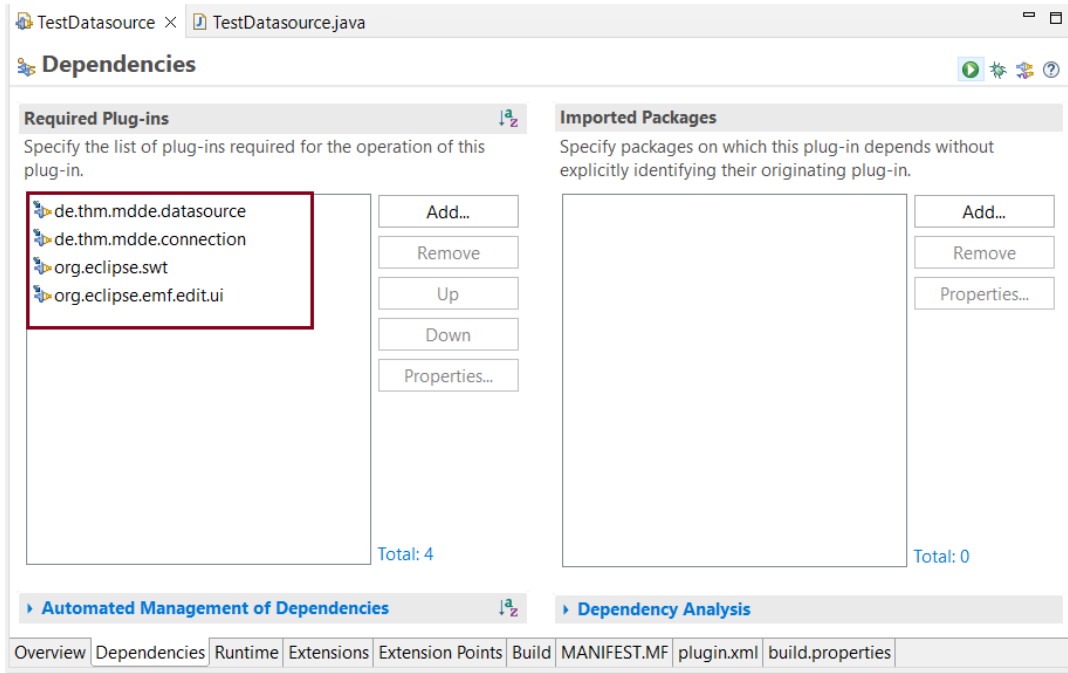 TestDatasource × TestDatasource.java
Dependencies
Required Plug-ins
Specify the list of plug-ins required for the operation of this
plug-in.
de.thm.mdde.datasource
de.thm.mdde.connection
org.eclipse.swt
org.eclipse.emf.edit.ui
Add...
Remove
Up
Down
Properties...
Total: 4
Imported Packages
Specify packages on which this plug-in depends without
explicitly identifying their originating plug-in.
Add...
Remove
Properties...
Total: 0
Automated Management of Dependencies
Dependency Analysis
Overview Dependencies Runtime Extensions Extension Points Build MANIFEST.MF plugin.xml build.properties